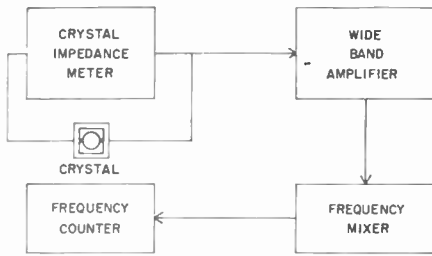 CRYSTAL
IMPEDANCE
METER
WIDE
BAND
AMPLIFIER
CRYSTAL
FREQUENCY
COUNTER
FREQUENCY
MIXER